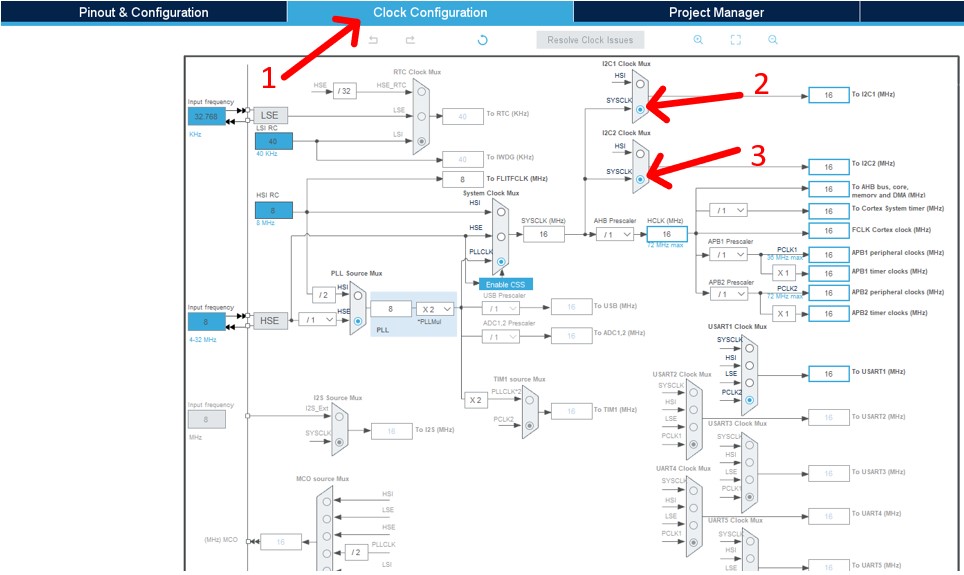 Pinout & Configuration
Clock Configuration
Project Manager
Resolve Clock Issues
1
2
3
RTC Clock Mux
HSE
/ 32
HSE_RTC
LSE
LSI
40
To RTC (KHz)
Input frequency
32.768
KHz
LSE
LSI RC
40
40 KHz
40
To IWDG (KHz)
8
To FLITFCLK (MHz)
HSI RC
8
8 MHz
System Clock Mux
HSI
HSE
PLLCLK
Enable CSS
SYSCLK (MHz)
16
AHB Prescaler
/ 1
HCLK (MHz)
16
72 MHz max
I2C1 Clock Mux
HSI
SYSCLK
16
To I2C1 (MHz)
I2C2 Clock Mux
HSI
SYSCLK
16
To I2C2 (MHz)
16
To AHB bus, core,
memory and DMA (MHz)
/ 1
16
To Cortex System timer (MHz)
16
FCLK Cortex clock (MHz)
APB1 Prescaler
/ 1
PCLK1
36 MHz max
16
APB1 peripheral clocks (MHz)
X 1
16
APB1 timer clocks (MHz)
APB2 Prescaler
/ 1
PCLK2
72 MHz max
16
APB2 peripheral clocks (MHz)
X 1
16
APB2 timer clocks (MHz)
PLL Source Mux
/ 2
HSI
Input frequency
8
4-32 MHz
HSE
/ 1
HSE
8
X 2
*PLLMul
PLL
USB Prescaler
/ 1
16
To USB (MHz)
ADC1,2 Prescaler
/ 1
16
To ADC1,2 (MHz)
USART1 Clock Mux
SYSCLK
HSI
LSE
PCLK2
16
To USART1 (MHz)
TIM1 source Mux
X 2
PLLCLK*2
PCLK2
16
To TIM1 (MHz)
USART2 Clock Mux
SYSCLK
HSI
LSE
PCLK1
16
To USART2 (MHz)
I2S Source Mux
Input frequency
8
MHz
I2S_Ext
SYSCLK
16
To I2S (MHz)
USART3 Clock Mux
SYSCLK
HSI
LSE
PCLK1
16
To USART3 (MHz)
UART4 Clock Mux
SYSCLK
HSI
LSE
PCLK1
16
To UART4 (MHz)
MCO source Mux
HSI
LSE
HSE
(MHz) MCO
16
/ 2
PLLCLK
LSI
UART5 Clock Mux
SYSCLK
HSI
LSE
16
To UART5 (MHz)